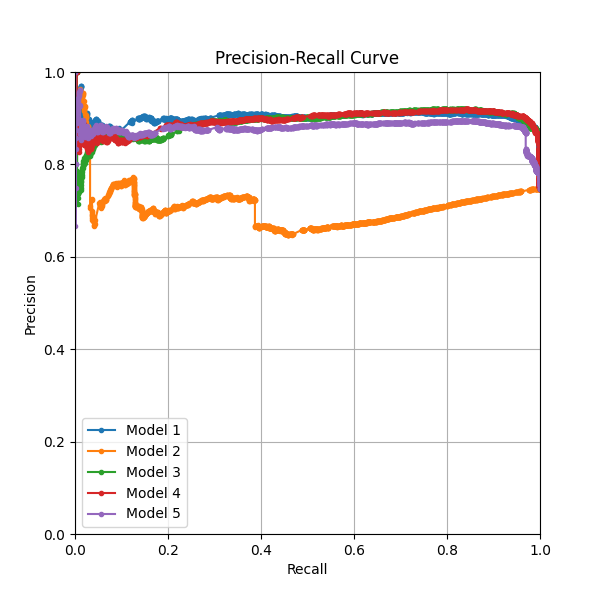 Precision-Recall Curve
1.0
0.8
0.6
0.4
0.2
0.0
Precision
Model 1
Model 2
Model 3
Model 4
Model 5
0.0 0.2 0.4 0.6 0.8 1.0
Recall